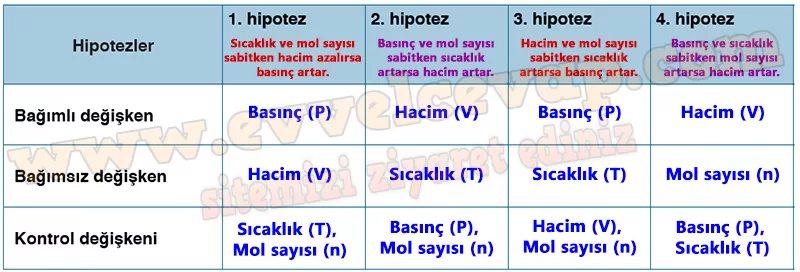 Hipotezler
1. hipotez
Sıcaklık ve mol sayısı
sabitken hacim azalırsa
basınç artar.
2. hipotez
Basınç ve mol sayısı
sabitken sıcaklık
artarsa hacim artar.
3. hipotez
Hacim ve mol sayısı
sabitken sıcaklık
artarsa basınç artar.
4. hipotez
Basınç ve sıcaklık
sabitken mol sayısı
artarsa hacim artar.
Bağımlı değişken
Basınç (P)
Hacim (V)
Basınç (P)
Hacim (V)
Bağımsız değişken
Hacim (V)
Sıcaklık (T)
Sıcaklık (T)
Mol sayısı (n)
Kontrol değişkeni
Sıcaklık (T),
Mol sayısı (n)
Basınç (P),
Mol sayısı (n)
Hacim (V),
Mol sayısı (n)
Basınç (P),
Sıcaklık (T)
www.evvelcevap.com
sitemizi ziyaret ediniz